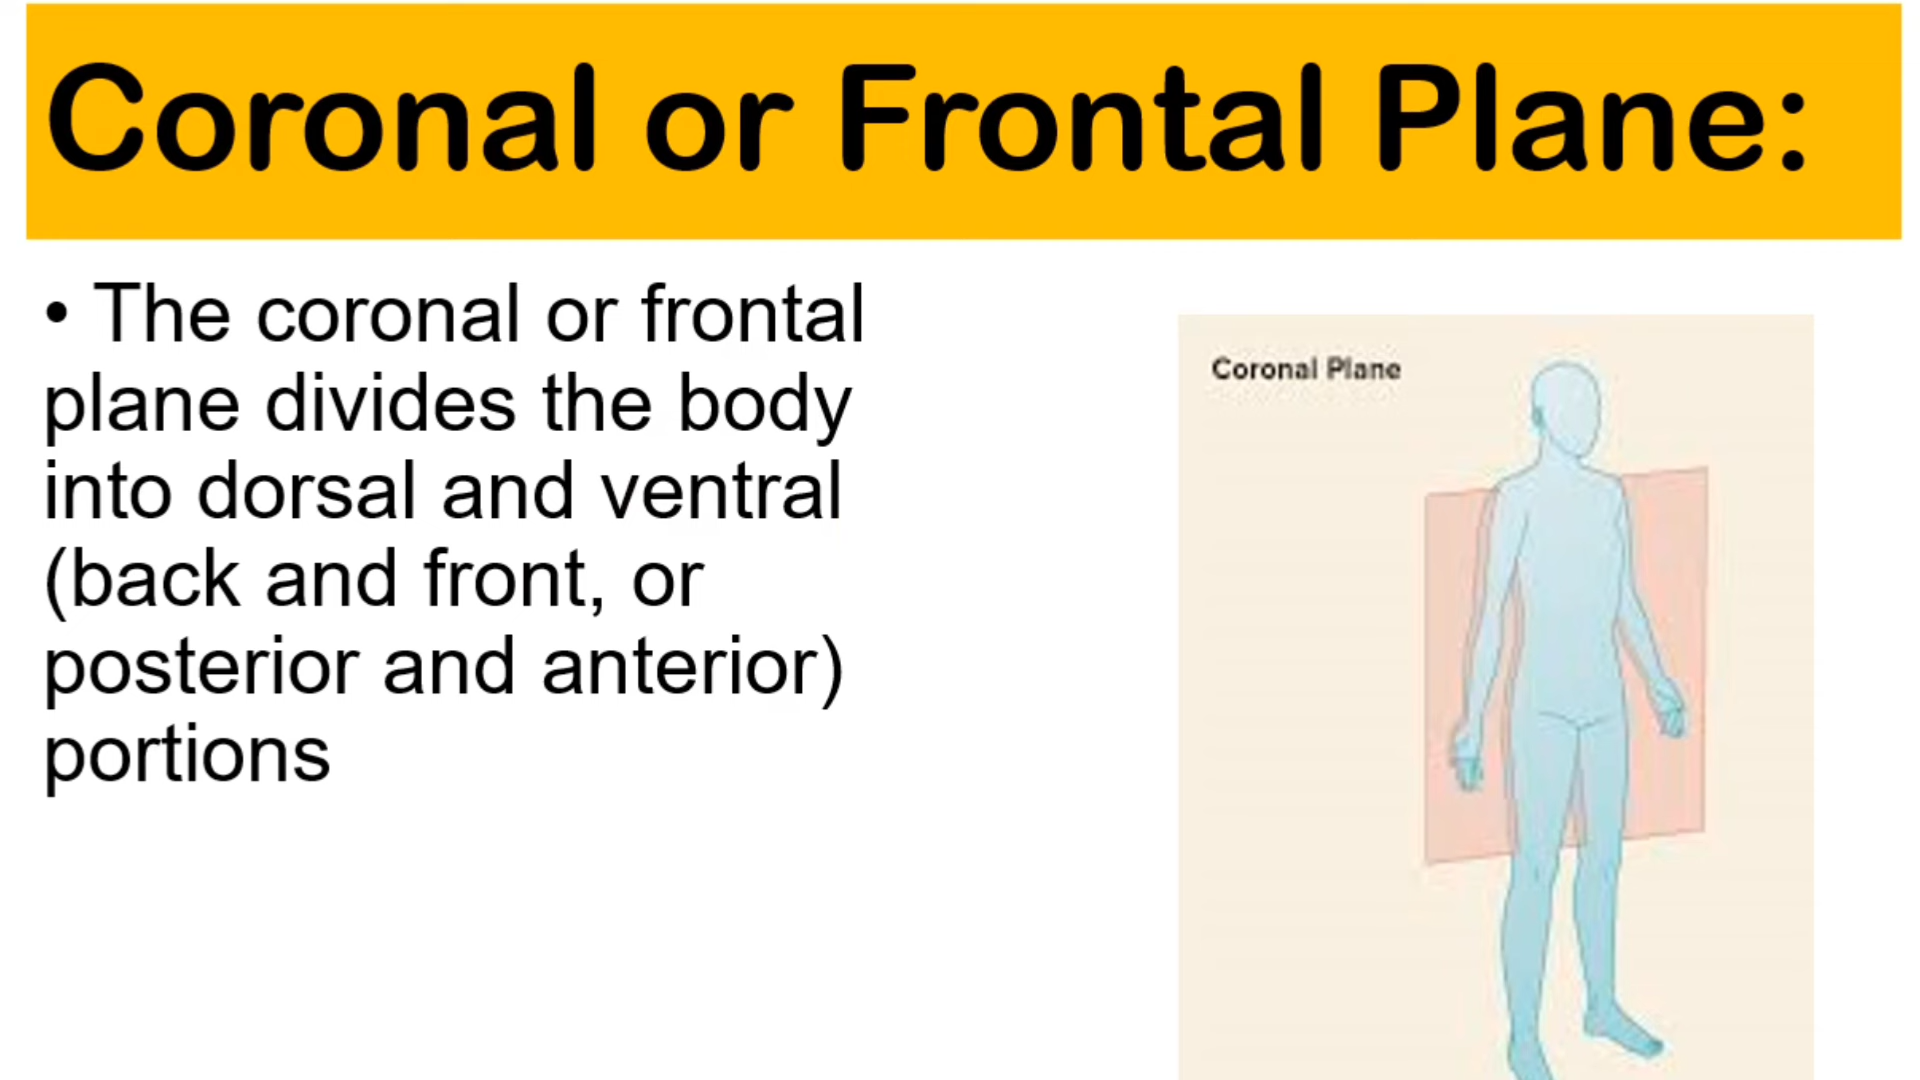 Coronal or Frontal Plane:
• The coronal or frontal
plane divides the body
into dorsal and ventral
(back and front, or
posterior and anterior)
portions
Coronal Plane